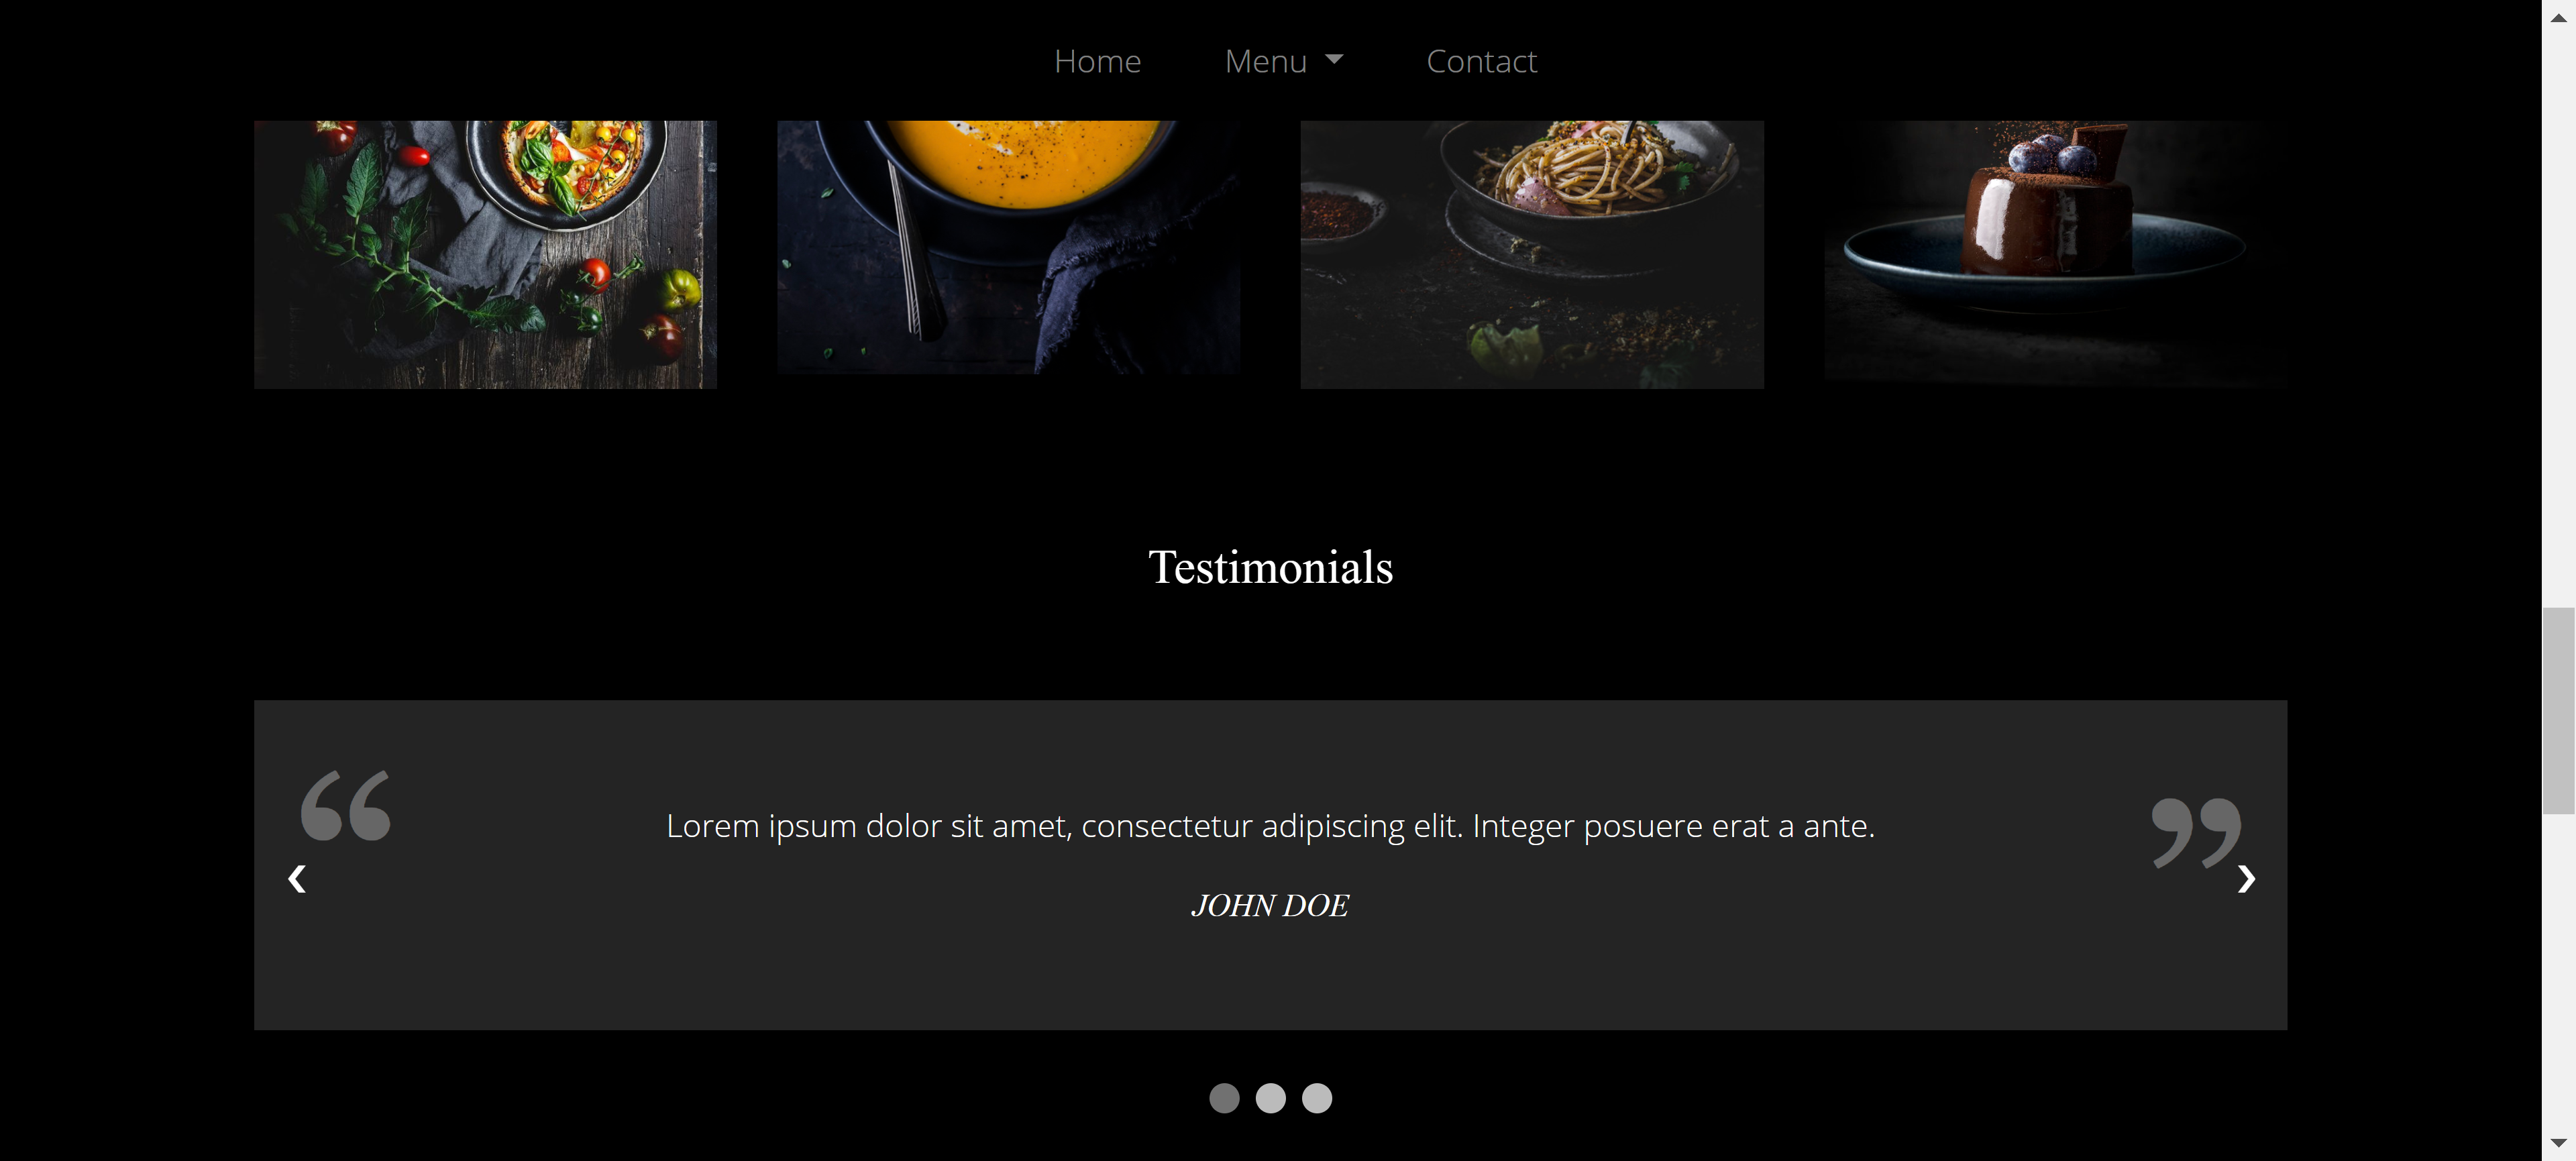 Home Menu Contact
Testimonials
“ ”
Lorem ipsum dolor sit amet, consectetur adipiscing elit. Integer posuere erat a ante.
JOHN DOE